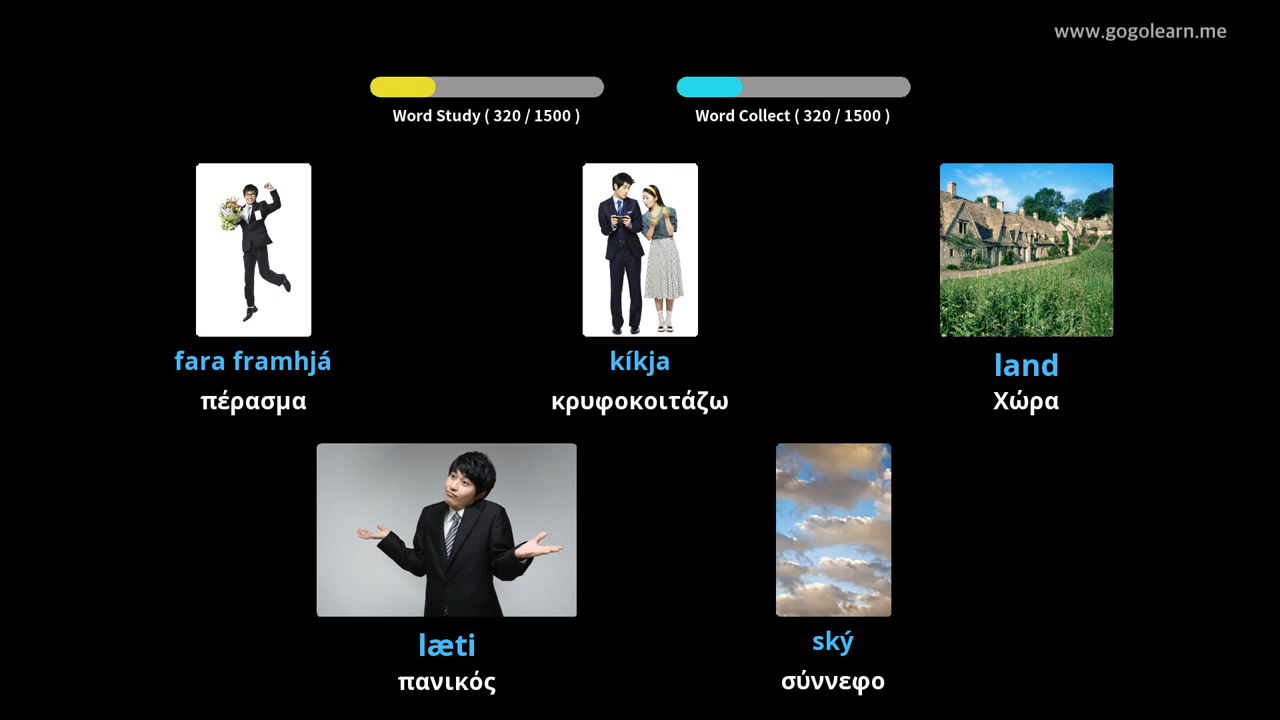 www.gogolearn.me
Word Study ( 320 / 1500 )
Word Collect ( 320 / 1500 )
fara framhjá
πέρασμα
kíkja
κρυφοκοιτάζω
land
Χώρα
læti
πανικός
ský
σύννεφο